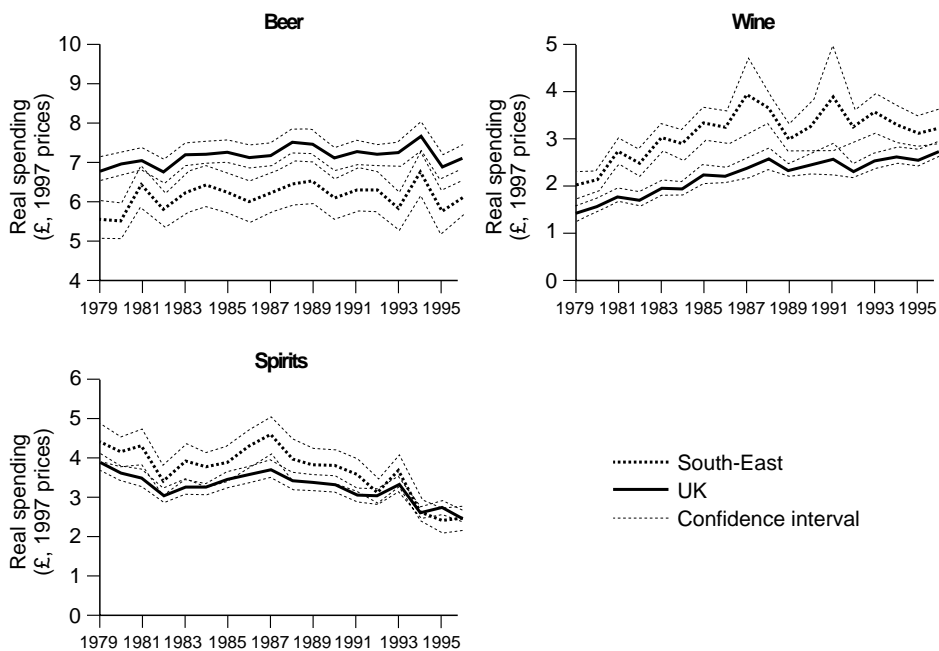 Beer
10
9
8
7
6
5
4
Real spending
(£, 1997 prices)
1979 1981 1983 1985 1987 1989 1991 1993 1995
Wine
5
4
3
2
1
0
Real spending
(£, 1997 prices)
1979 1981 1983 1985 1987 1989 1991 1993 1995
Spirits
6
5
4
3
2
1
0
Real spending
(£, 1997 prices)
1979 1981 1983 1985 1987 1989 1991 1993 1995
South-East
UK
Confidence interval